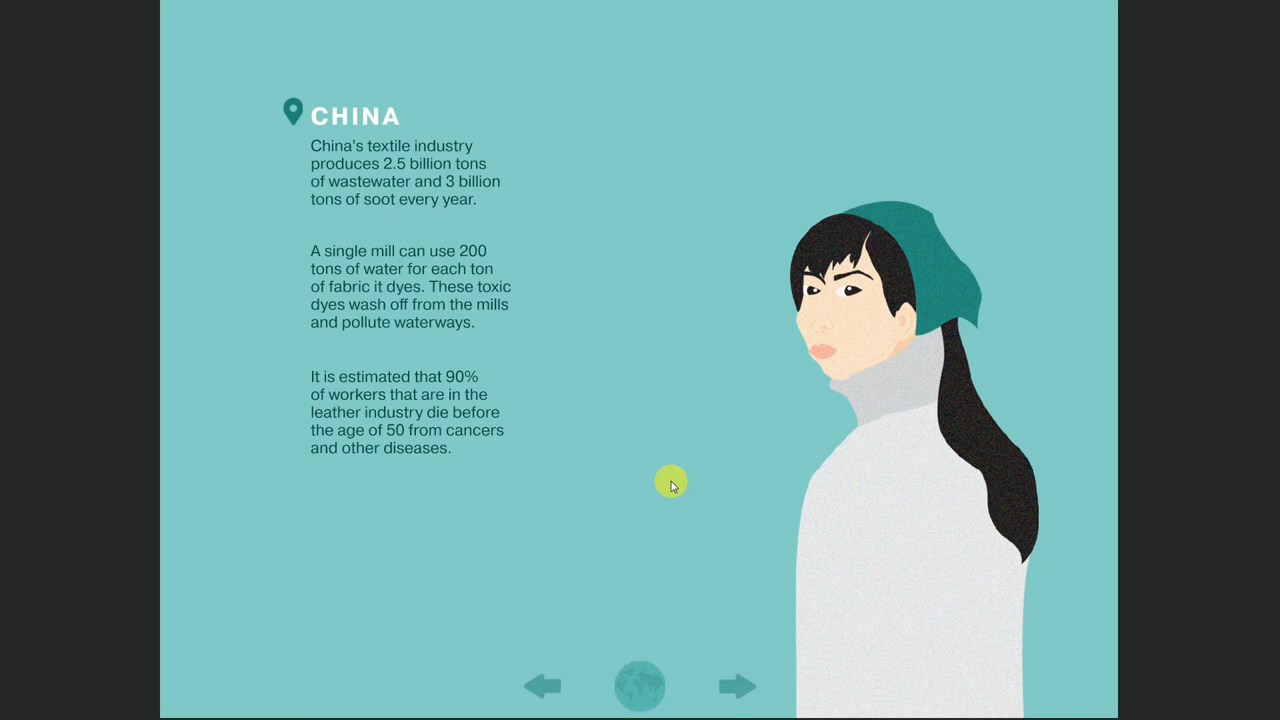 CHINA
China's textile industry
produces 2.5 billion tons
of wastewater and 3 billion
tons of soot every year.
A single mill can use 200
tons of water for each ton
of fabric it dyes. These toxic
dyes wash off from the mills
and pollute waterways.
It is estimated that 90%
of workers that are in the
leather industry die before
the age of 50 from cancers
and other diseases.